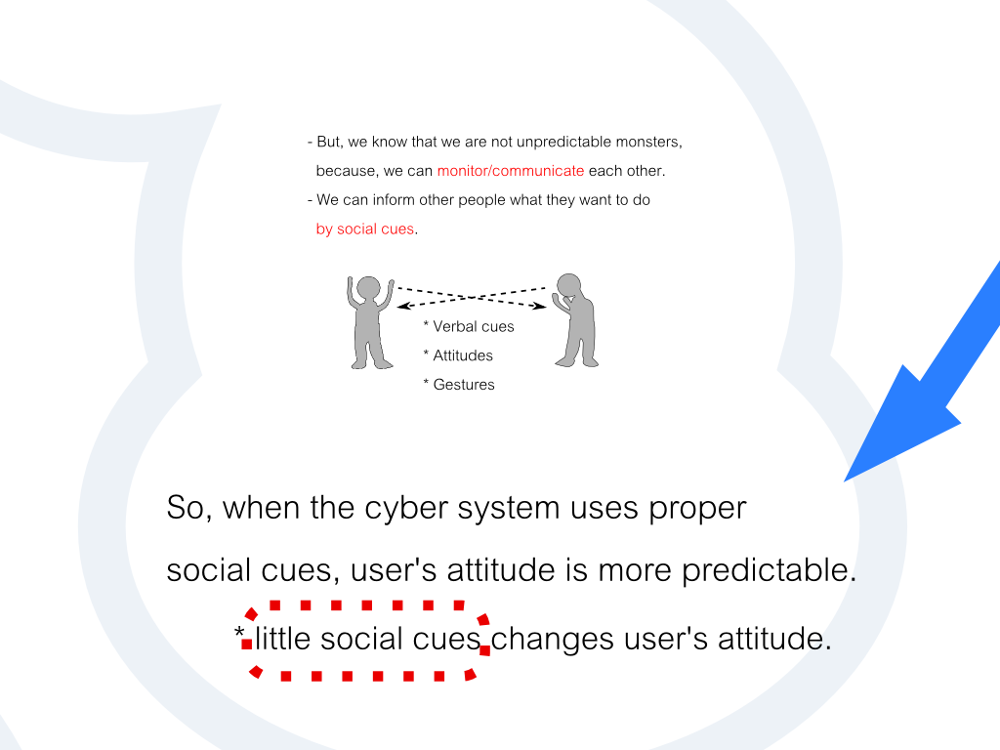 - But, we know that we are not unpredictable monsters,
because, we can monitor/communicate each other.
- We can inform other people what they want to do
by social cues.
* Verbal cues
* Attitudes
* Gestures
So, when the cyber system uses proper
social cues, user's attitude is more predictable.
* little social cues changes user's attitude.